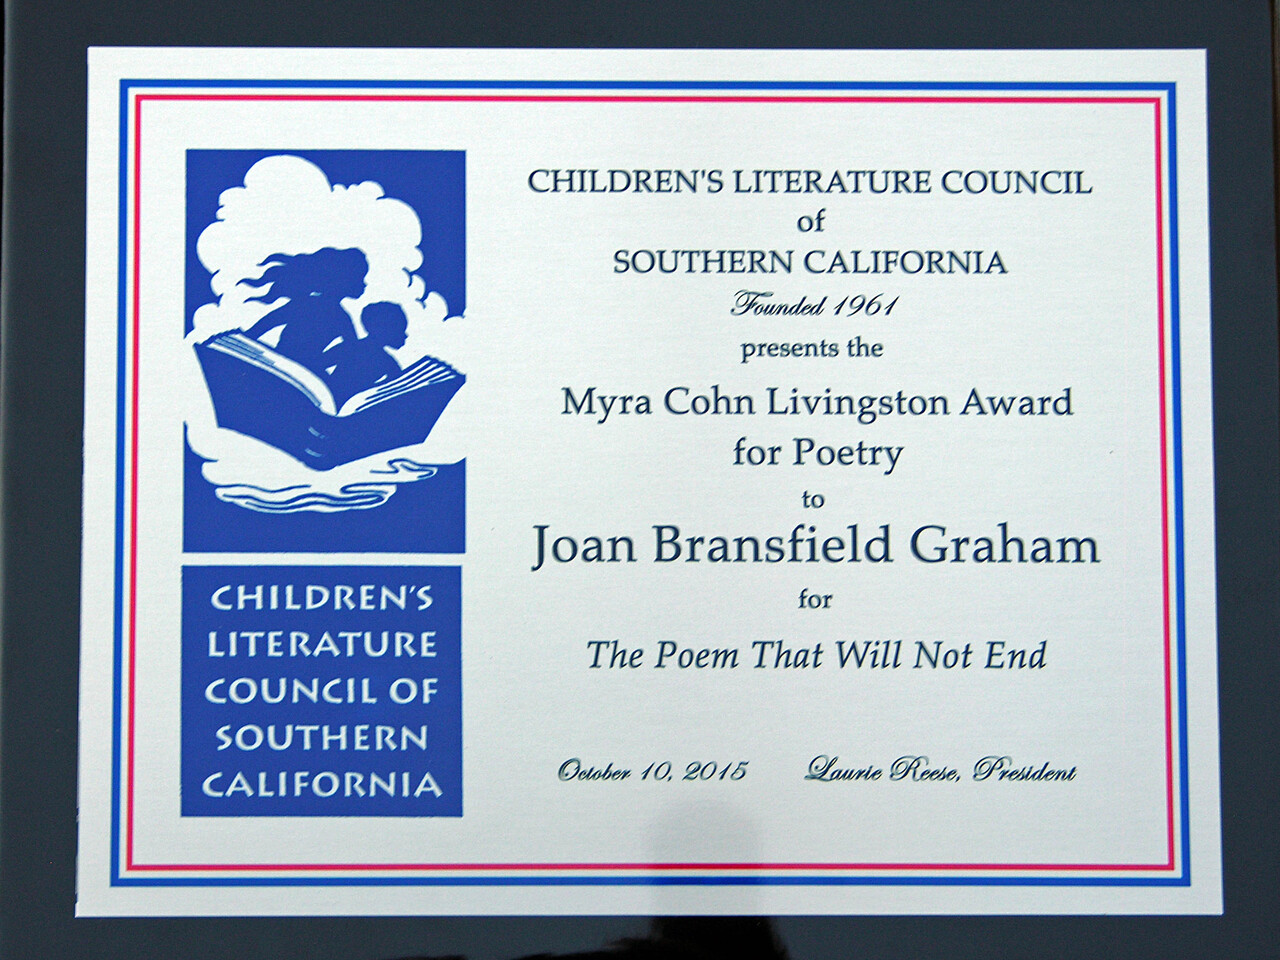 CHILDREN'S LITERATURE COUNCIL
of
SOUTHERN CALIFORNIA
Founded 1961
presents the
Myra Cohn Livingston Award
for Poetry
to
Joan Bransfield Graham
for
The Poem That Will Not End
October 10, 2015 Laurie Reese, President
CHILDREN'S
LITERATURE
COUNCIL OF
SOUTHERN
CALIFORNIA